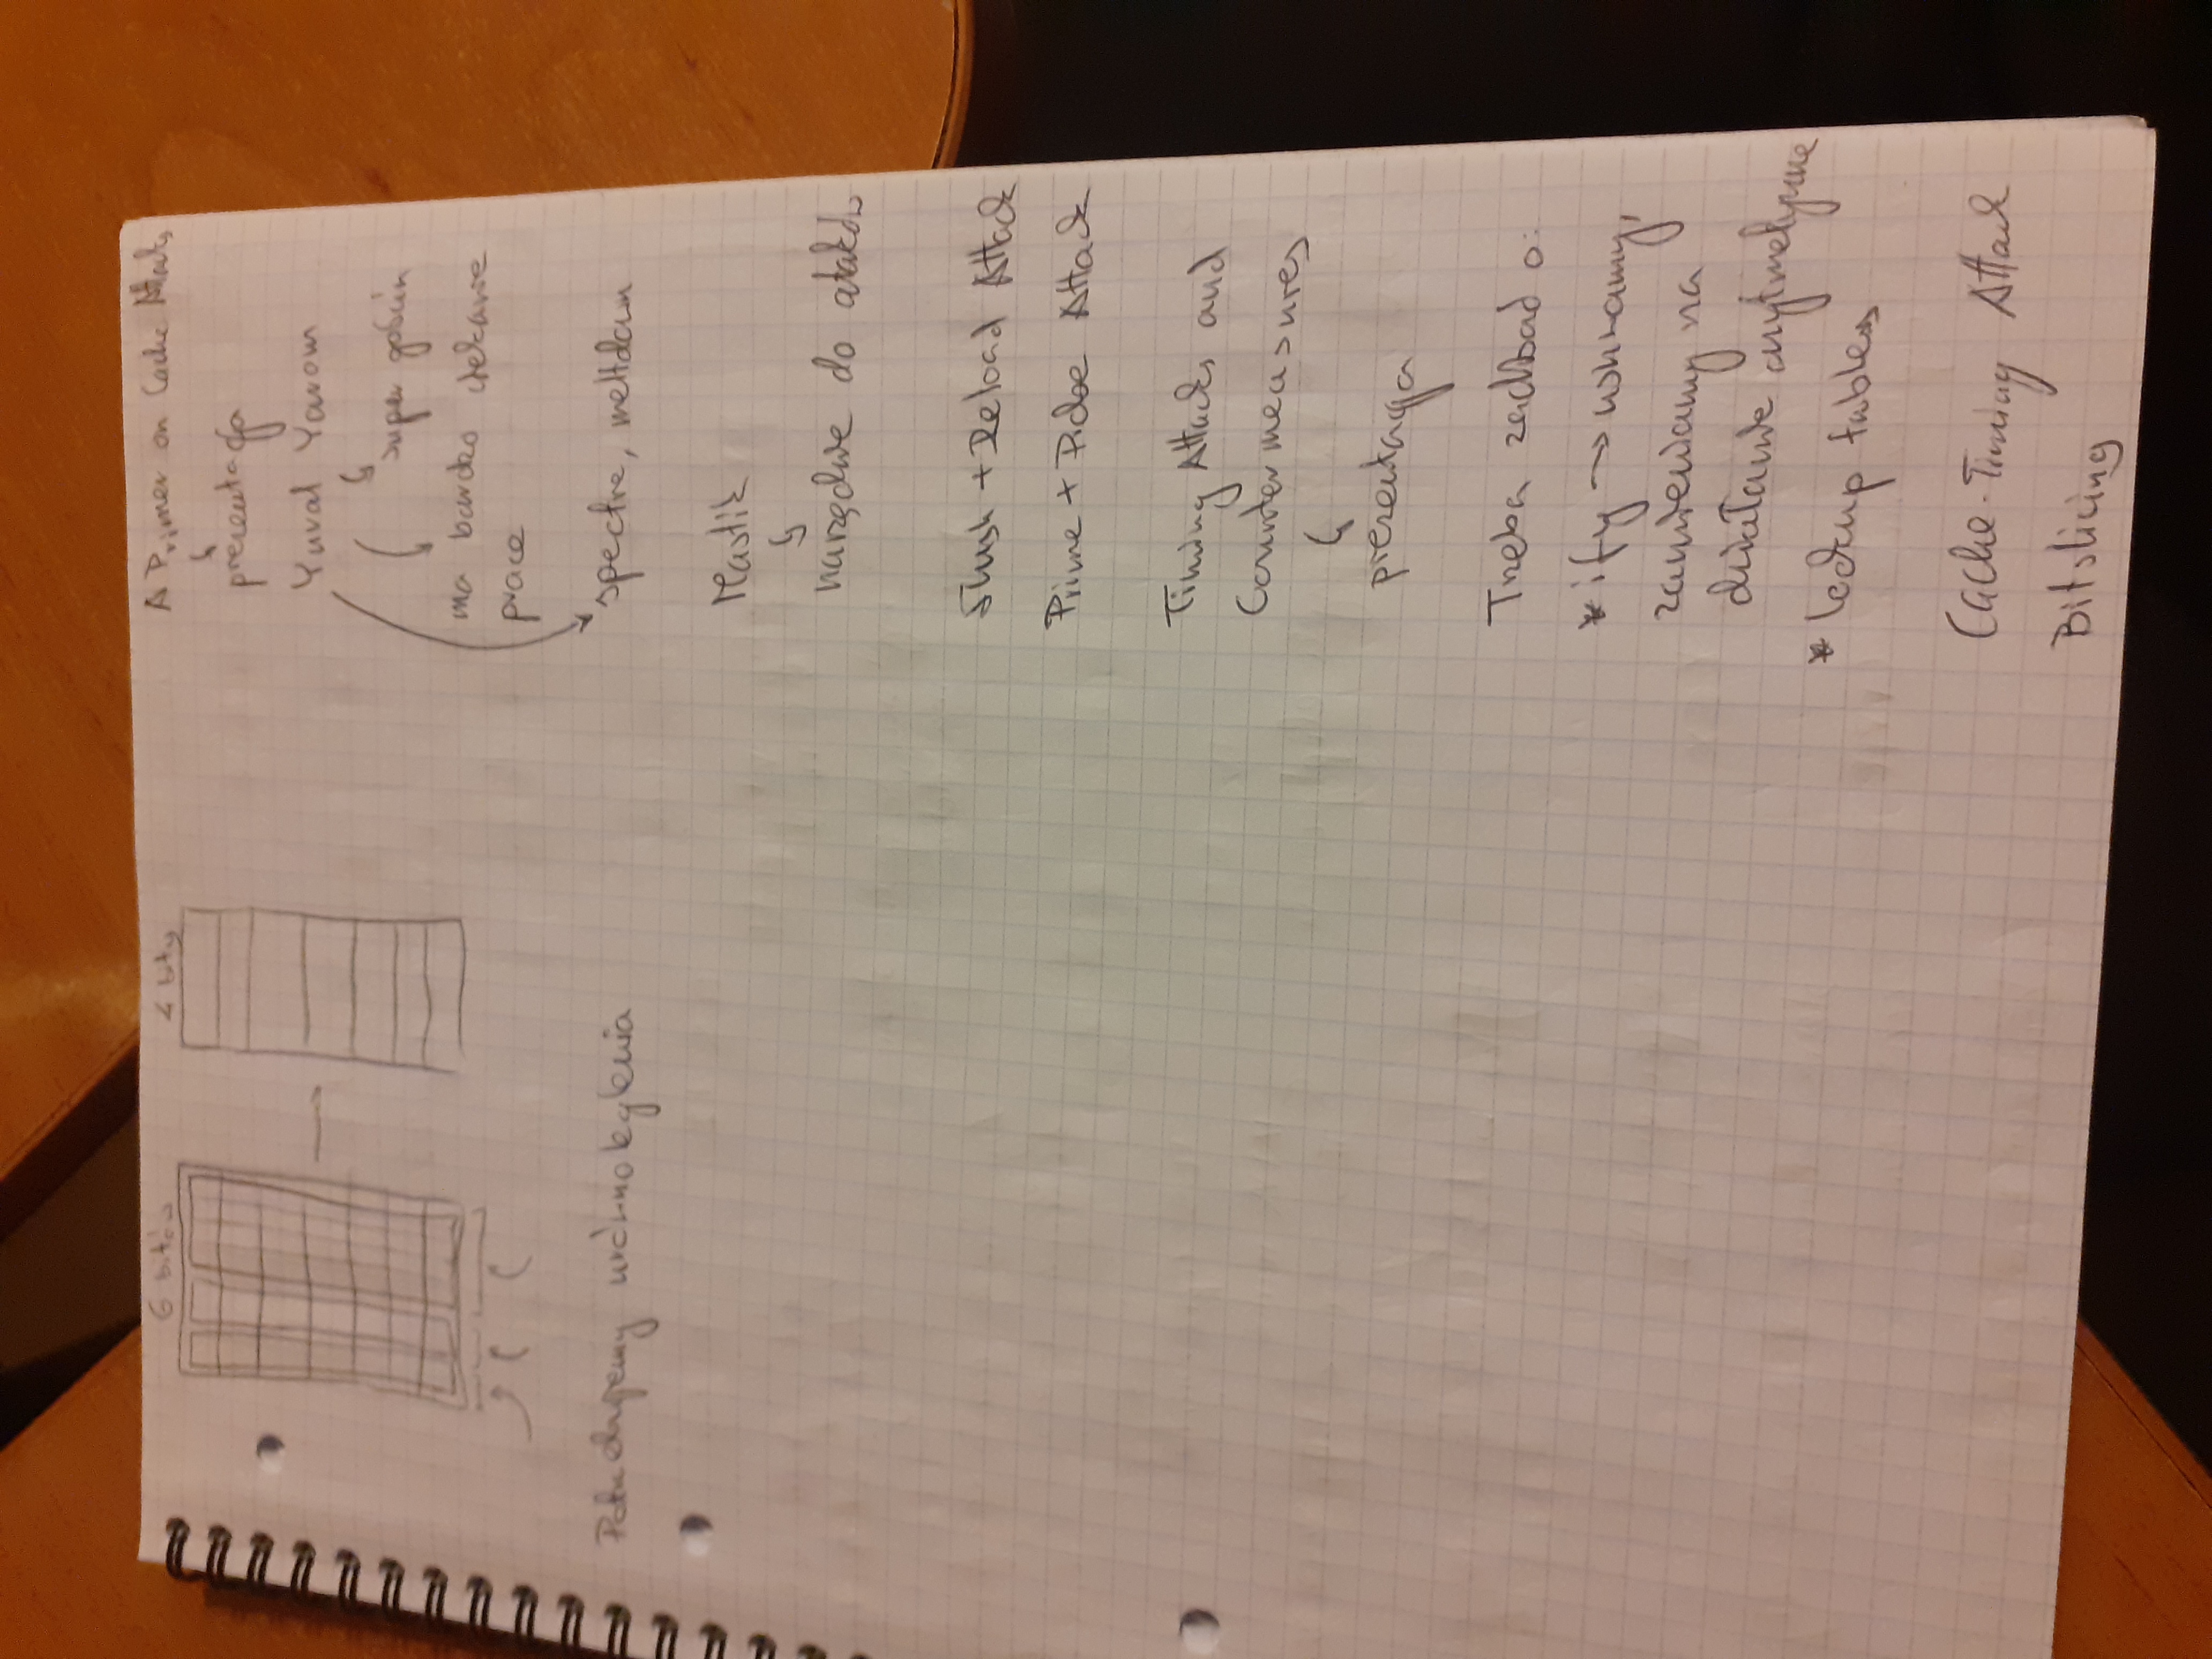 6 bitów
4 bity
Potrzebujemy urównoleglenia
A Primer on Cache Attacks
prezentacja
Yuval Yarom
super
ma bardzo ciekawe
prace
spectre, meltdown
Mastik
narzędzie do ataków
Flush + Reload Attack
Prime + Probe Attack
Timing Attacks and
Countermeasures
prezentacja
Trzeba zadbać o:
* ify → usuwamy,
zamieniamy na
działanie arytmetyczne
* lookup tables
Cache-Timing Attack
Bitslicing